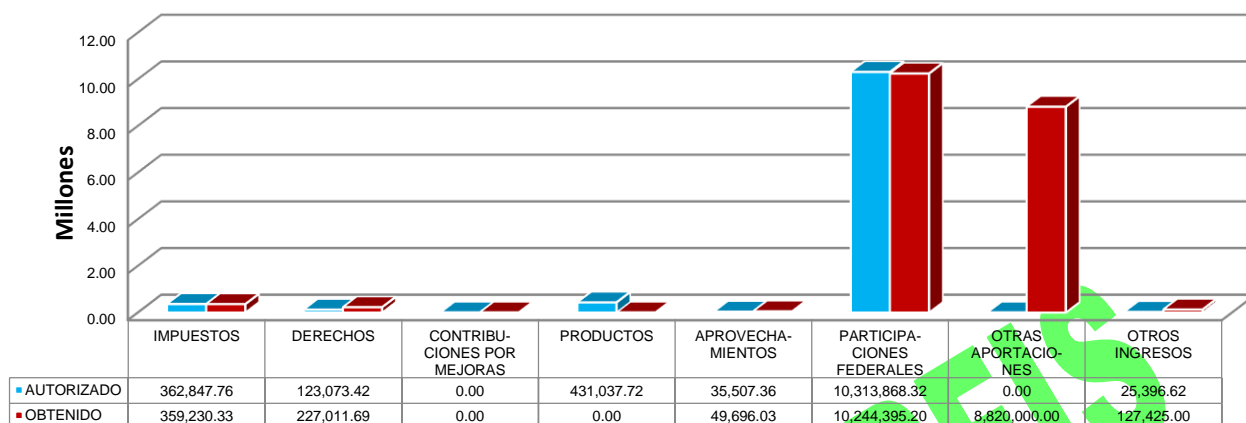 12.00
10.00
8.00
6.00
4.00
2.00
0.00
Millones
IMPUESTOS
DERECHOS
CONTRIBU-
CIONES POR
MEJORAS
PRODUCTOS
APROVECHA-
MIENTOS
PARTICIPA-
CIONES
FEDERALES
OTRAS
APORTACIO-
NES
OTROS
INGRESOS
AUTORIZADO 362,847.76 123,073.42 0.00 431,037.72 35,507.36 10,313,868.32 0.00 25,396.62
OBTENIDO 359,230.33 227,011.69 0.00 0.00 49,696.03 10,244,395.20 8,820,000.00 127,425.00